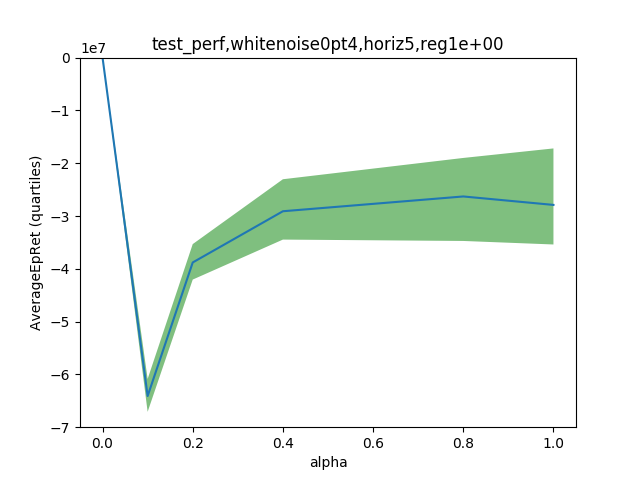 test_perf,whitenoise0pt4,horiz5,reg1e+00
1e7
0
−1
−2
−3
−4
−5
−6
−7
AverageEpRet (quartiles)
0.0 0.2 0.4 0.6 0.8 1.0
alpha